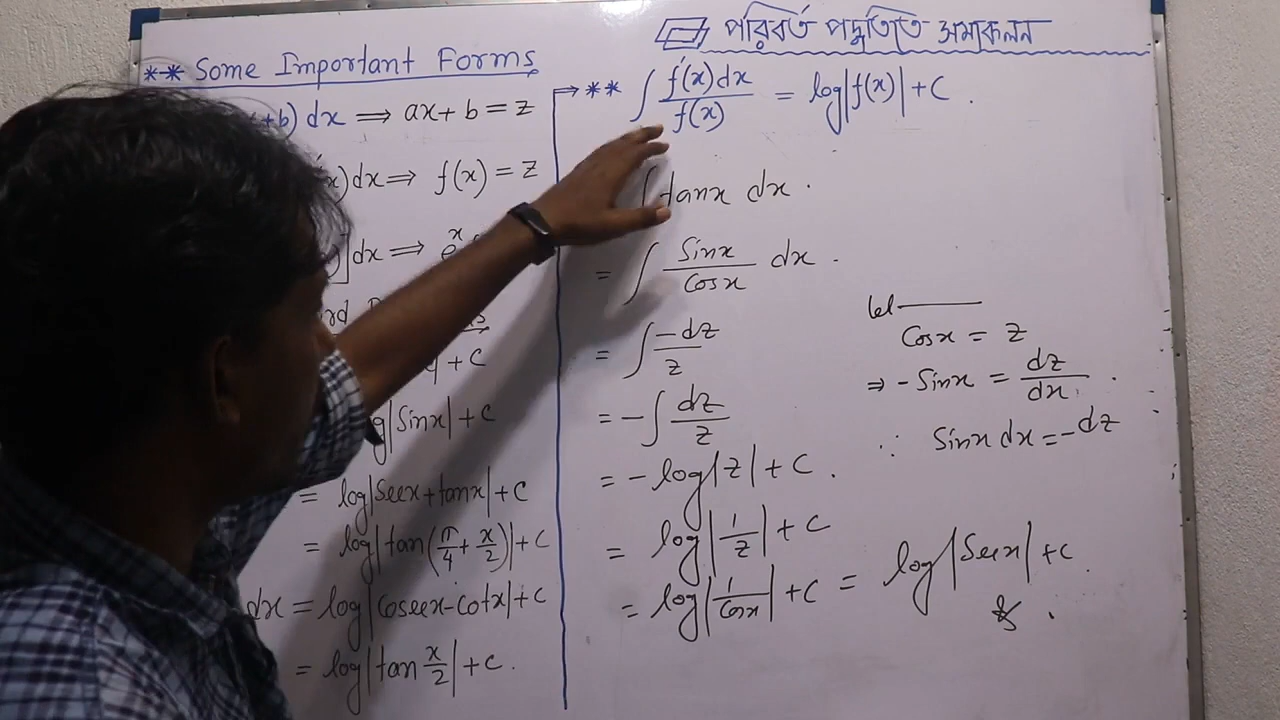 পরিবর্ত পদ্ধতিতে সমাকলন
** Some Important Forms
+b) dx ⟹ ax + b = z
x) dx ⟹ f(x) = z
] dx ⟹ e^x
+ c
g|Sinx| + c
= log|Secx + tanx| + c
= log|tan(π/4 + x/2)| + c
dx = log|Cosecx - Cotx| + c
= log|tan x/2| + c.
→ ** ∫ f'(x) dx / f(x) = log|f(x)| + c.
∫ tanx dx.
= ∫ Sinx/Cosx dx.
= ∫ -dz/z
= - ∫ dz/z
= - log|z| + c.
= log|1/z| + c
= log|1/Cosx| + c = log|Secx| + c.
let
Cosx = z
⇒ - Sinx = dz/dx.
∴ Sinx dx = - dz